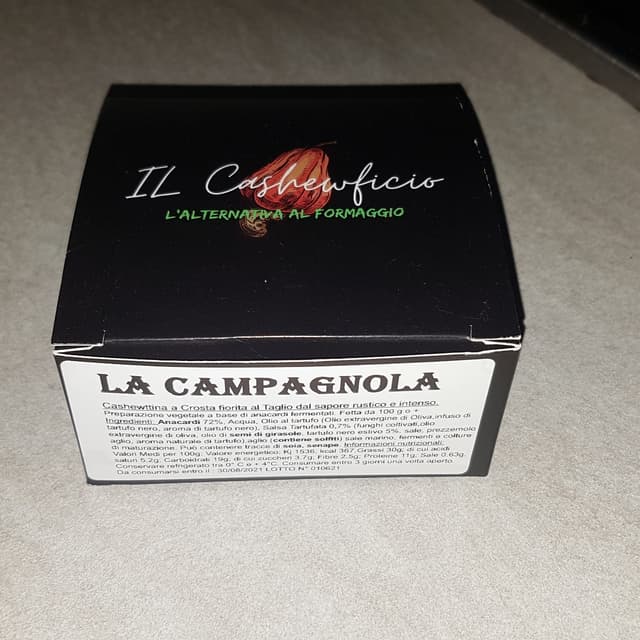 IL Cashewficio
L'ALTERNATIVA AL FORMAGGIO
LA CAMPAGNOLA
Cashewttina a Crosta fiorita al Taglio dal sapore rustico e intenso.
Preparazione vegetale a base di anacardi fermentati. Fetta da 100 g o +
Ingredienti: Anacardi 72%, Acqua, Olio al tartufo (Olio extravergine di Oliva,infuso di
tartufo nero, aroma di tartufo nero), Salsa Tartufata 0,7% (funghi coltivati,olio
extravergine d'oliva, olio di semi di girasole, tartufo nero estivo 5%, sale, prezzemolo
aglio, aroma naturale di tartufo),aglio (contiene solfiti) sale marino, fermenti e colture
di maturazione. Può contenere tracce di soia, senape. Informazioni nutrizionali:
Valori Medi per 100g: Valore energetico: Kj 1536, kcal 367,Grassi 30g; di cui acidi
saturi 5,2g; Carboidrati 19g, di cui zuccheri 3,7g; Fibre 2,5g; Proteine 11g; Sale 0,63g.
Conservare refrigerato tra 0° C e + 4°C. Consumare entro 3 giorni una volta aperto.
Da consumarsi entro il : 30/08/2021 LOTTO N° 010621